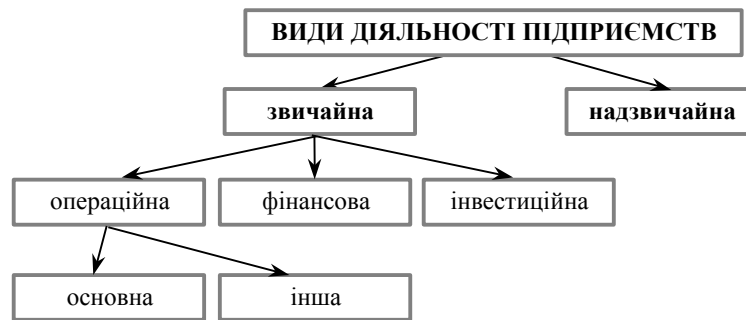 ВИДИ ДІЯЛЬНОСТІ ПІДПРИЄМСТВ
звичайна
надзвичайна
операційна
фінансова
інвестиційна
основна
інша